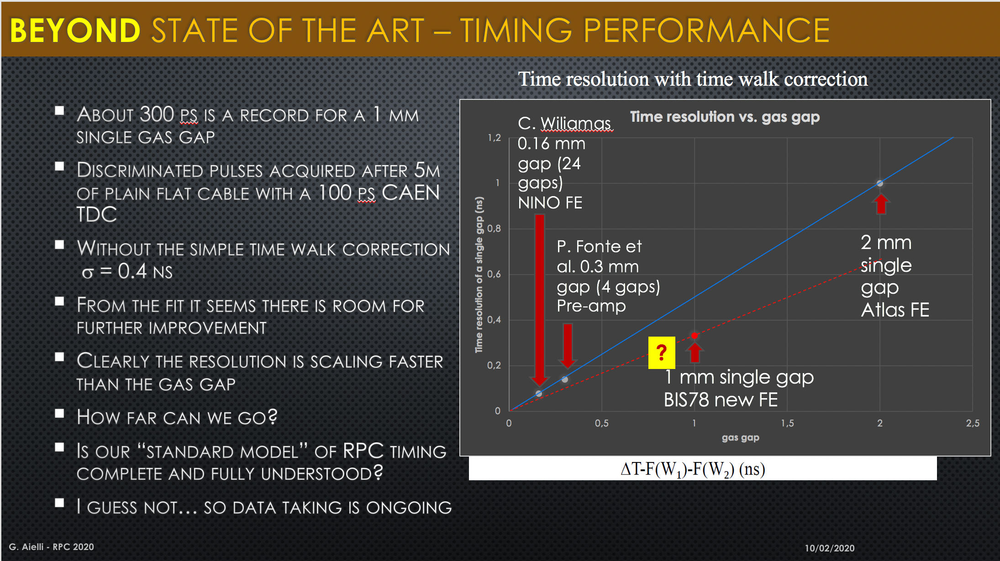 BEYOND STATE OF THE ART – TIMING PERFORMANCE
ABOUT 300 PS IS A RECORD FOR A 1 MM
SINGLE GAS GAP
DISCRIMINATED PULSES ACQUIRED AFTER 5M
OF PLAIN FLAT CABLE WITH A 100 PS CAEN
TDC
WITHOUT THE SIMPLE TIME WALK CORRECTION
σ = 0.4 NS
FROM THE FIT IT SEEMS THERE IS ROOM FOR
FURTHER IMPROVEMENT
CLEARLY THE RESOLUTION IS SCALING FASTER
THAN THE GAS GAP
HOW FAR CAN WE GO?
IS OUR “STANDARD MODEL” OF RPC TIMING
COMPLETE AND FULLY UNDERSTOOD?
I GUESS NOT... SO DATA TAKING IS ONGOING
Time resolution with time walk correction
Time resolution vs. gas gap
C. Wiliamas
0.16 mm
gap (24
gaps)
NINO FE
P. Fonte et
al. 0.3 mm
gap (4 gaps)
Pre-amp
2 mm
single
gap
Atlas FE
?
1 mm single gap
BIS78 new FE
Time resolution of a single gap (ns)
1,2
1
0,8
0,6
0,4
0,2
0
0 0,5 1 1,5 2 2,5
gas gap
ΔT-F(W₁)-F(W₂) (ns)
G. Aielli - RPC 2020
10/02/2020